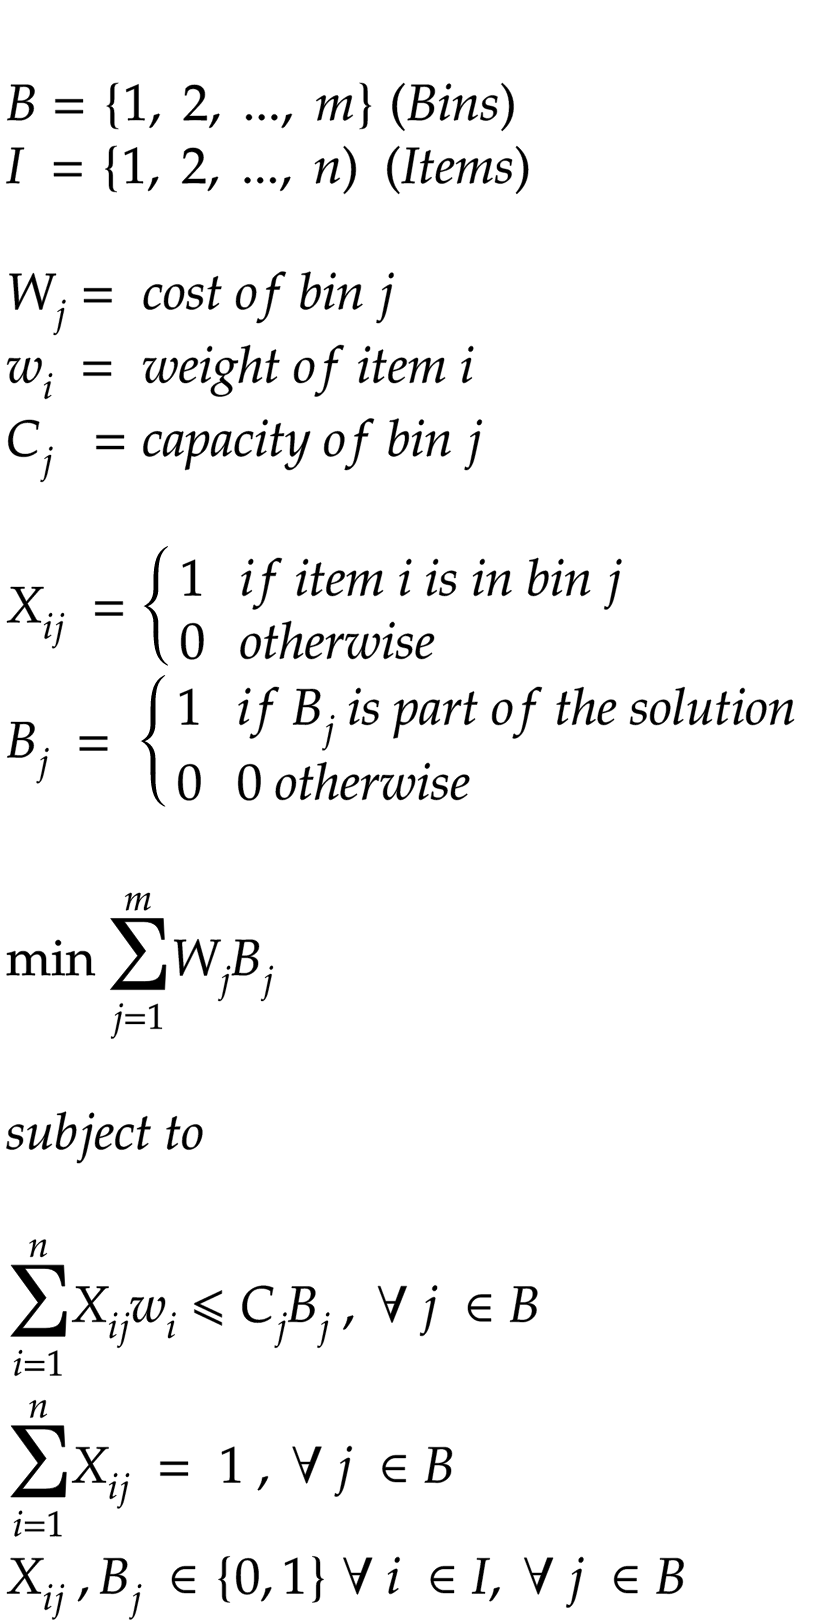 B = {1, 2, ..., m} (Bins)
I = {1, 2, ..., n) (Items)
W_j = cost of bin j
w_i = weight of item i
C_j = capacity of bin j
X_ij = { 1 if item i is in bin j
0 otherwise
B_j = { 1 if B_j is part of the solution
0 0 otherwise
min ∑_{j=1}^{m} W_j B_j
subject to
∑_{i=1}^{n} X_ij w_i ⩽ C_j B_j , ∀ j ∈ B
∑_{i=1}^{n} X_ij = 1 , ∀ j ∈ B
X_ij , B_j ∈ {0, 1} ∀ i ∈ I, ∀ j ∈ B